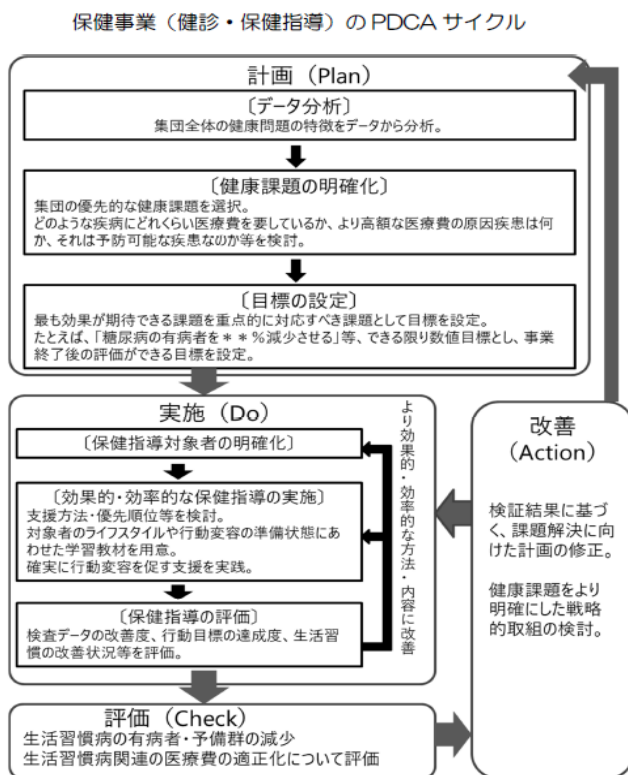 保健事業（健診・保健指導）のPDCAサイクル
計画（Plan）
〔データ分析〕
集団全体の健康問題の特徴をデータから分析。
〔健康課題の明確化〕
集団の優先的な健康課題を選択。
どのような疾病にどれくらい医療費を要しているか、より高額な医療費の原因疾患は何
か、それは予防可能な疾患なのか等を検討。
〔目標の設定〕
最も効果が期待できる課題を重点的に対応すべき課題として目標を設定。
たとえば、「糖尿病の有病者を＊＊％減少させる」等、できる限り数値目標とし、事業
終了後の評価ができる目標を設定。
実施（Do）
〔保健指導対象者の明確化〕
〔効果的・効率的な保健指導の実施〕
支援方法・優先順位等を検討。
対象者のライフスタイルや行動変容の準備状態にあ
わせた学習教材を用意。
確実に行動変容を促す支援を実践。
〔保健指導の評価〕
検査データの改善度、行動目標の達成度、生活習
慣の改善状況等を評価。
より効果的・効率的な方法・内容に改善
評価（Check）
生活習慣病の有病者・予備群の減少
生活習慣病関連の医療費の適正化について評価
改善
（Action）
検証結果に基づ
く、課題解決に向
けた計画の修正。
健康課題をより
明確にした戦略
的取組の検討。